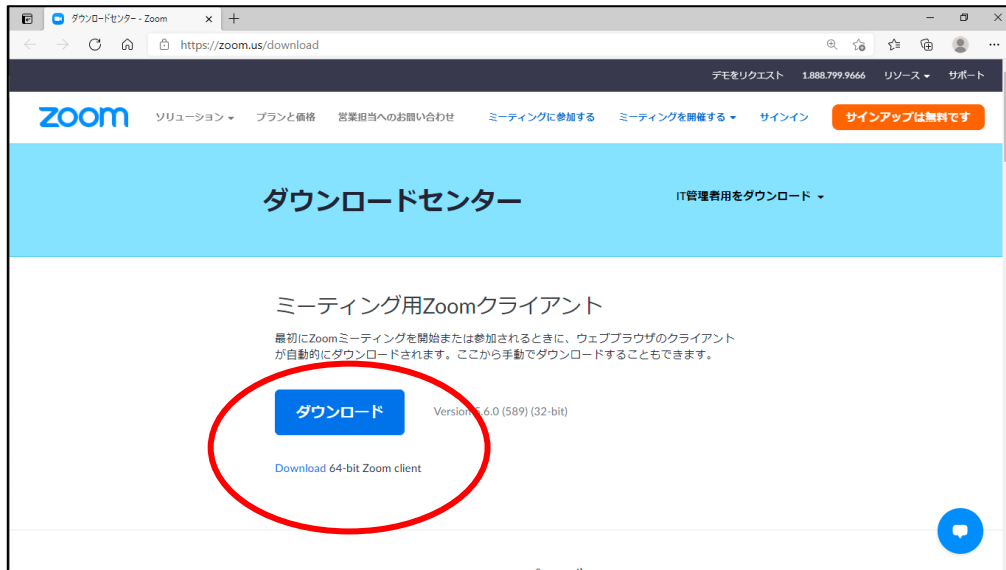 ダウンロードセンター - Zoom
https://zoom.us/download
デモをリクエスト 1.888.799.9666 リソース サポート
zoom ソリューション プランと価格 営業担当へのお問い合わせ ミーティングに参加する ミーティングを開催する サインイン サインアップは無料です
ダウンロードセンター IT管理者用をダウンロード
ミーティング用Zoomクライアント
最初にZoomミーティングを開始または参加されるときに、ウェブブラウザのクライアント
が自動的にダウンロードされます。ここから手動でダウンロードすることもできます。
ダウンロード Version 5.6.0 (589) (32-bit)
Download 64-bit Zoom client